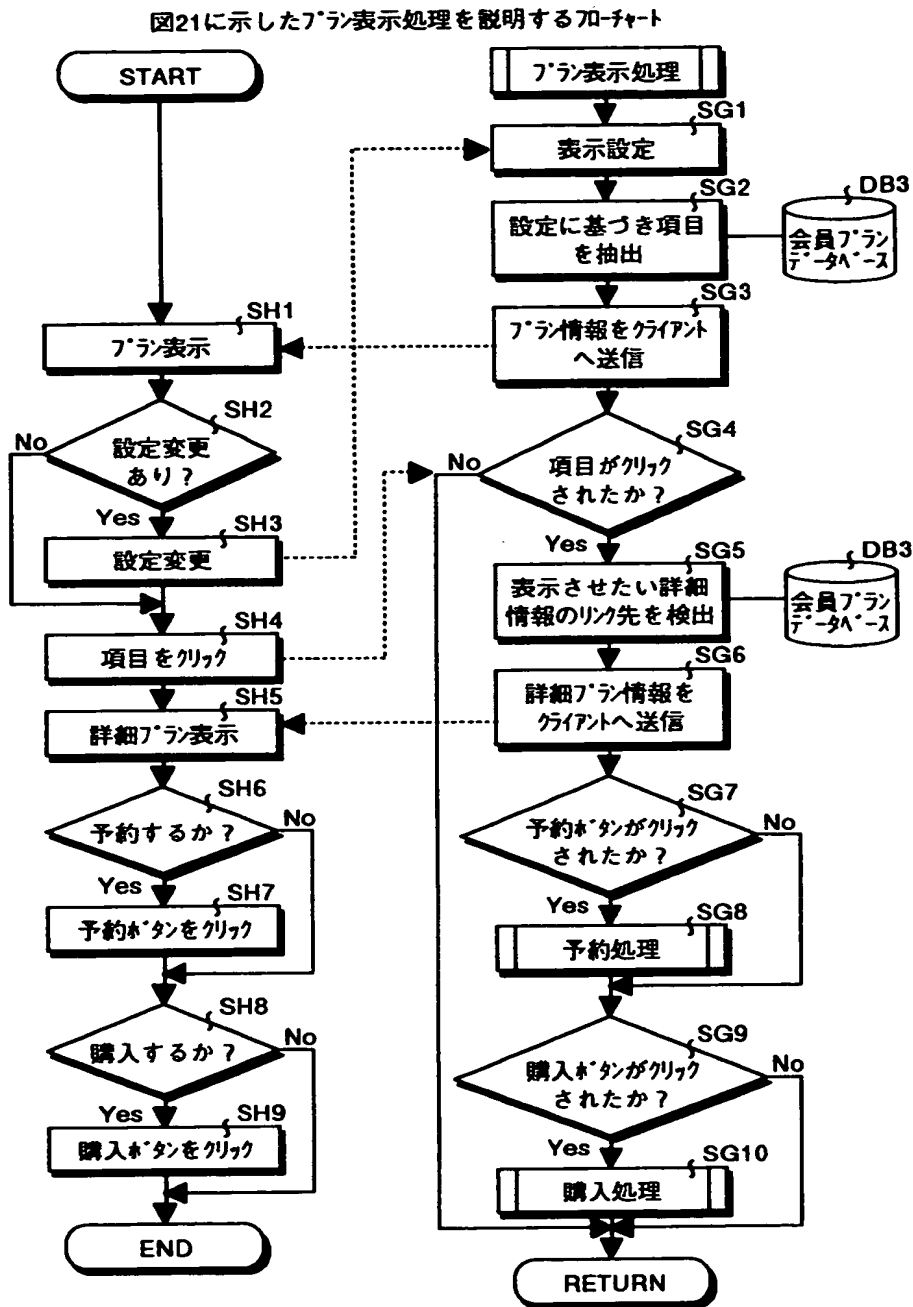 図21に示したプラン表示処理を説明するフローチャート
START
SH1
プラン表示
SH2
設定変更
あり？
No
Yes
SH3
設定変更
SH4
項目をクリック
SH5
詳細プラン表示
SH6
予約するか？
No
Yes
SH7
予約ボタンをクリック
SH8
購入するか？
No
Yes
SH9
購入ボタンをクリック
END
プラン表示処理
SG1
表示設定
SG2
設定に基づき項目
を抽出
DB3
会員プラン
データベース
SG3
プラン情報をクライアント
へ送信
SG4
項目がクリック
されたか？
No
Yes
SG5
表示させたい詳細
情報のリンク先を検出
DB3
会員プラン
データベース
SG6
詳細プラン情報を
クライアントへ送信
SG7
予約ボタンがクリック
されたか？
No
Yes
SG8
予約処理
SG9
購入ボタンがクリック
されたか？
No
Yes
SG10
購入処理
RETURN